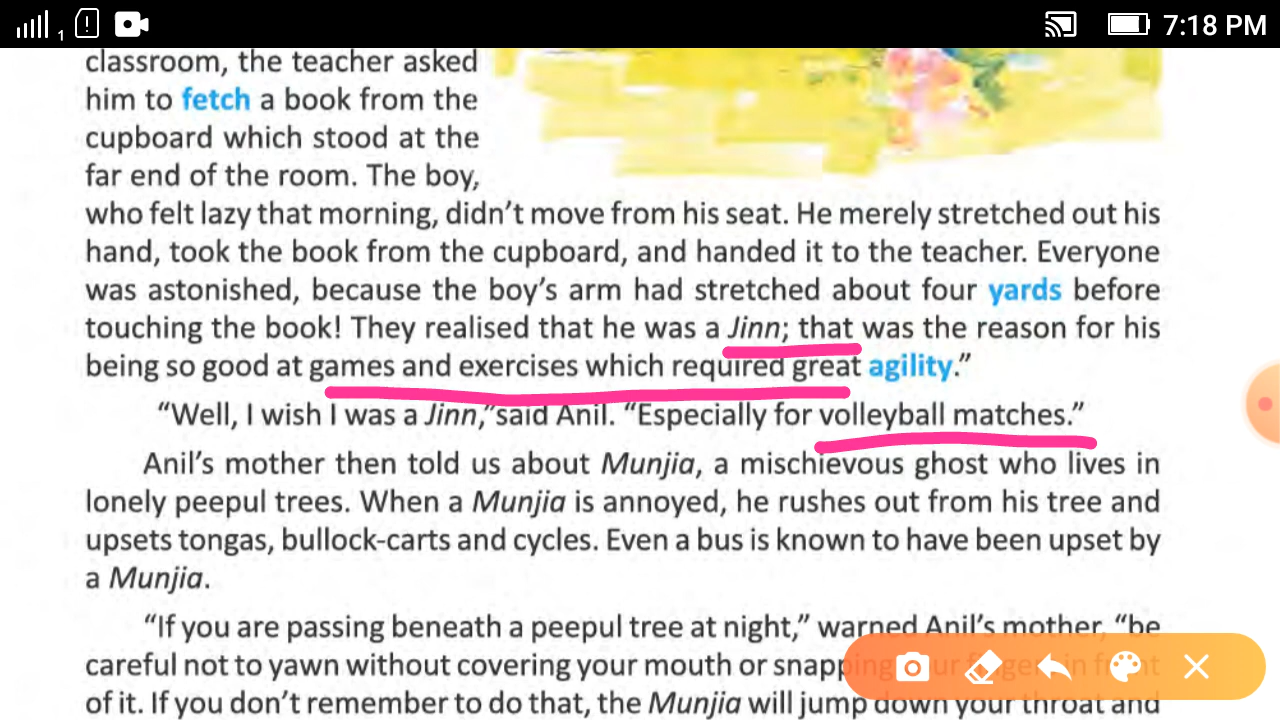 1 7:18 PM
classroom, the teacher asked
him to fetch a book from the
cupboard which stood at the
far end of the room. The boy,
who felt lazy that morning, didn’t move from his seat. He merely stretched out his
hand, took the book from the cupboard, and handed it to the teacher. Everyone
was astonished, because the boy’s arm had stretched about four yards before
touching the book! They realised that he was a Jinn; that was the reason for his
being so good at games and exercises which required great agility.”
“Well, I wish I was a Jinn,”said Anil. “Especially for volleyball matches.”
Anil’s mother then told us about Munjia, a mischievous ghost who lives in
lonely peepul trees. When a Munjia is annoyed, he rushes out from his tree and
upsets tongas, bullock-carts and cycles. Even a bus is known to have been upset by
a Munjia.
“If you are passing beneath a peepul tree at night,” warned Anil’s mother, “be
careful not to yawn without covering your mouth or snapping your fingers in front
of it. If you don’t remember to do that, the Munjia will jump down your throat and